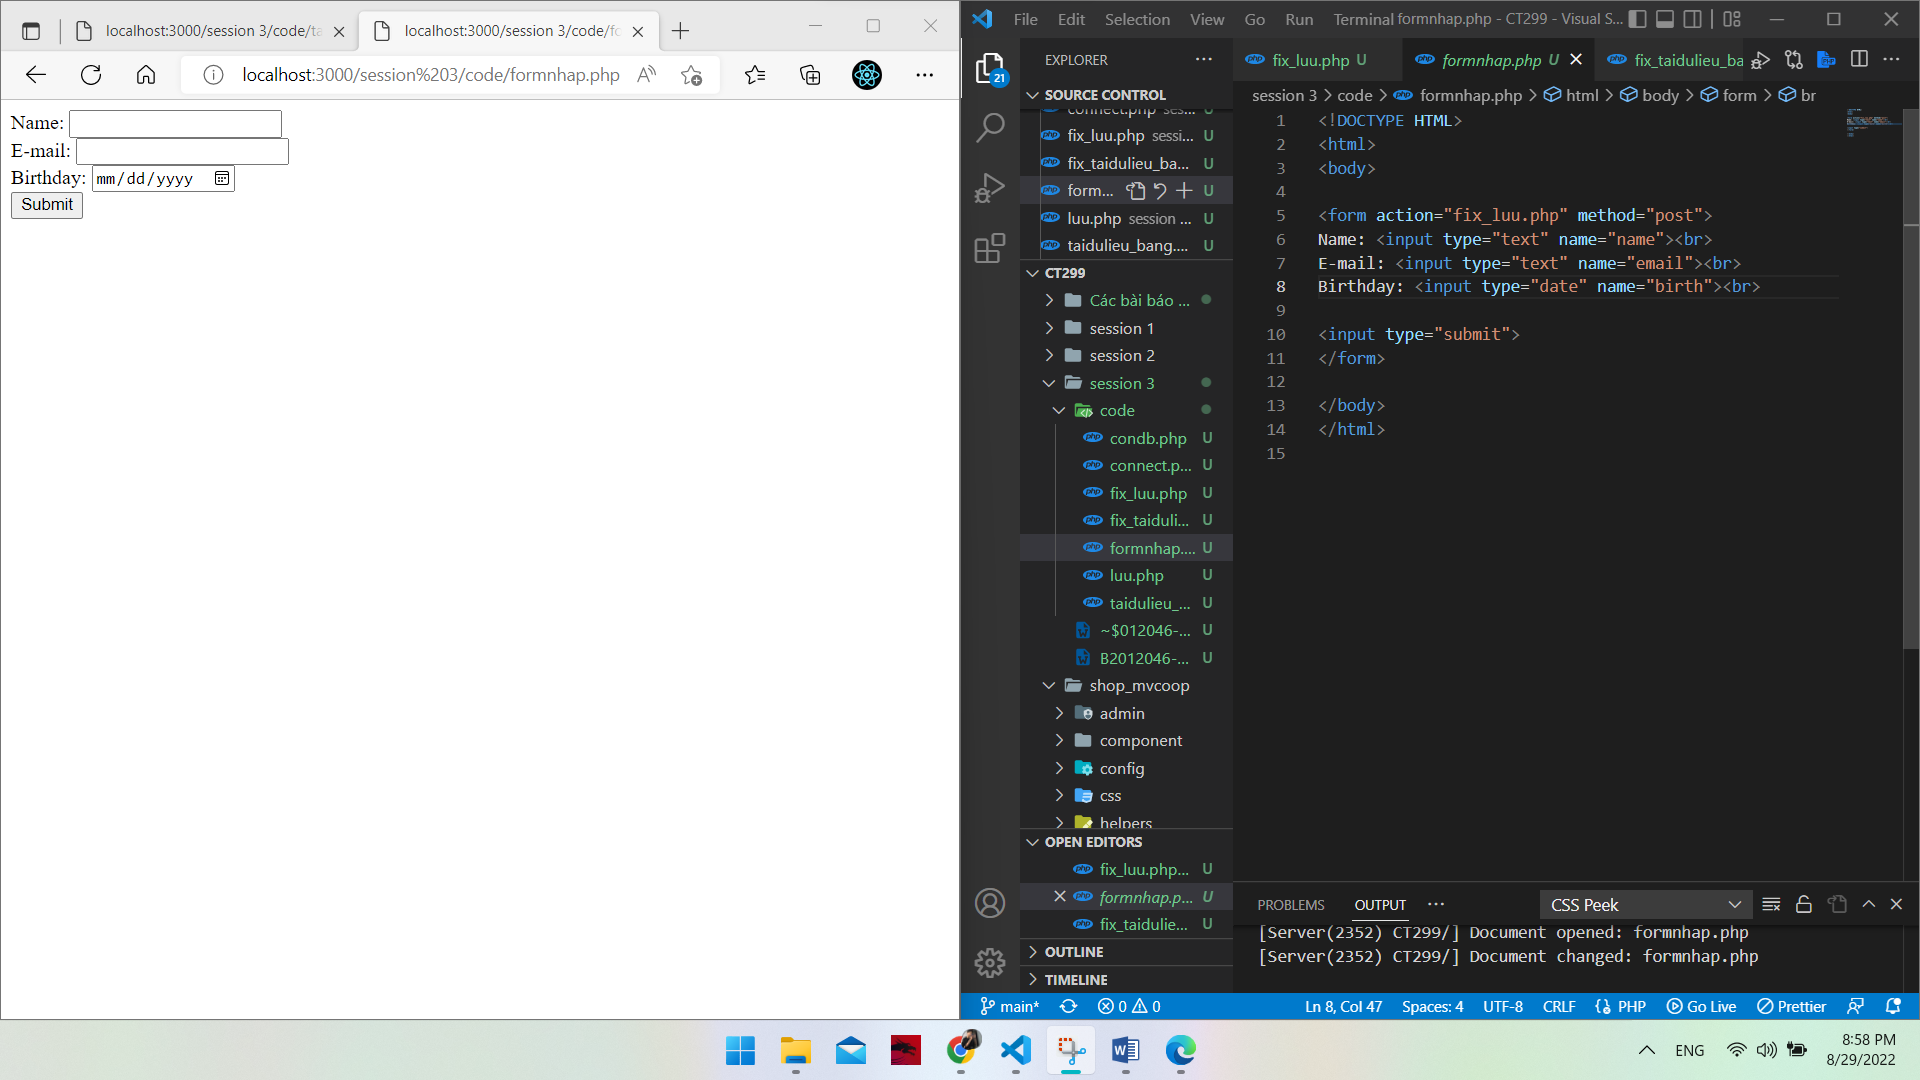 localhost:3000/session 3/code/ta
localhost:3000/session 3/code/fo
localhost:3000/session%203/code/formnhap.php
Name:
E-mail:
Birthday: mm/dd/yyyy
Submit
File Edit Selection View Go Run Terminal formnhap.php - CT299 - Visual S...
21
EXPLORER
SOURCE CONTROL
connect.php sess...
fix_luu.php sessi... U
fix_taidulieu_ba... U
form... U
luu.php session ... U
taidulieu_bang.... U
CT299
Các bài báo ...
session 1
session 2
session 3
code
condb.php U
connect.p... U
fix_luu.php U
fix_taiduli... U
formnhap.... U
luu.php U
taidulieu_... U
~$012046-... U
B2012046-... U
shop_mvcoop
admin
component
config
css
helpers
OPEN EDITORS
fix_luu.php... U
formnhap.p... U
fix_taidulie... U
OUTLINE
TIMELINE
fix_luu.php U formnhap.php U fix_taidulieu_ba
session 3 > code > formnhap.php > html > body > form > br
1 <!DOCTYPE HTML>
2 <html>
3 <body>
4
5 <form action="fix_luu.php" method="post">
6 Name: <input type="text" name="name"><br>
7 E-mail: <input type="text" name="email"><br>
8 Birthday: <input type="date" name="birth"><br>
9
10 <input type="submit">
11 </form>
12
13 </body>
14 </html>
15
PROBLEMS OUTPUT ... CSS Peek
[Server(2352) CT299/] Document opened: formnhap.php
[Server(2352) CT299/] Document changed: formnhap.php
main* 0 0 Ln 8, Col 47 Spaces: 4 UTF-8 CRLF PHP Go Live Prettier
ENG
8:58 PM
8/29/2022